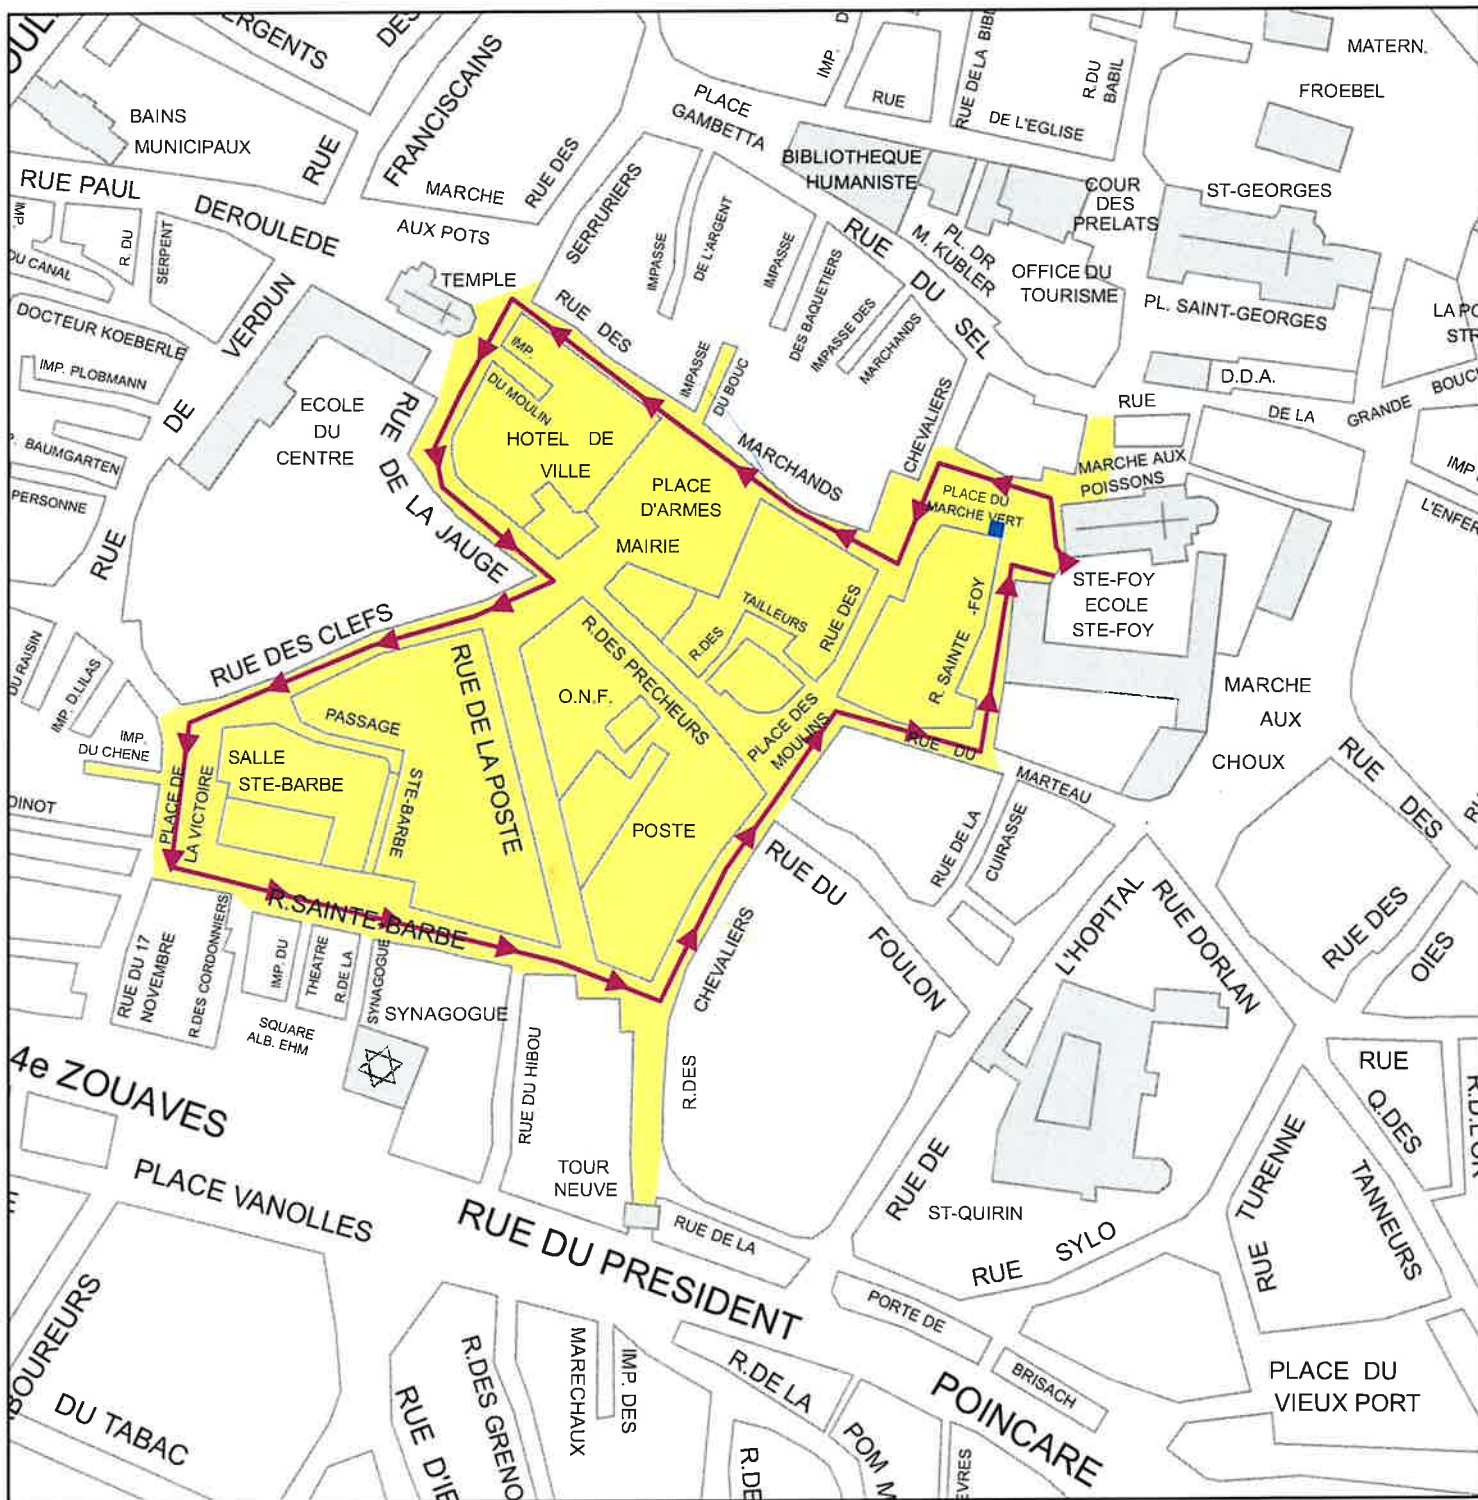 ERGENTS
DES
BAINS
MUNICIPAUX
RUE
FRANCISCAINS
MARCHE
AUX POTS
RUE DES
RUE PAUL
DEROULEDE
IMP.
R. DU
SERPENT
DU CANAL
DOCTEUR KOEBERLE
IMP. PLOBMANN
BAUMGARTEN
PERSONNE
RUE
DE
VERDUN
TEMPLE
ECOLE
DU
CENTRE
RUE
DE LA JAUGE
SERRURIERS
IMPASSE
DE L'ARGENT
IMPASSE
DES BAQUETIERS
IMPASSE DES
MARCHANDS
PLACE
GAMBETTA
IMP.
D
RUE
RUE DE LA BIBL
DE L'EGLISE
R.DU
BABIL
MATERN.
FROEBEL
BIBLIOTHEQUE
HUMANISTE
COUR
DES
PRELATS
ST-GEORGES
PL. DR
M. KUBLER
OFFICE DU
TOURISME
PL. SAINT-GEORGES
LA PO
STR
RUE
DU
SEL
D.D.A.
RUE
DE LA
GRANDE
BOUCH
IMP
L'ENFER
RUE DES
IMPASSE
DU BOUC
MARCHANDS
CHEVALIERS
IMP.
DU MOULIN
HOTEL DE
VILLE
PLACE
D'ARMES
MAIRIE
PLACE DU
MARCHE VERT
MARCHE AUX
POISSONS
STE-FOY
ECOLE
STE-FOY
R. SAINTE
-FOY
RUE DES
R.DES
TAILLEURS
R.DES PRECHEURS
PLACE DES
MOULINS
O.N.F.
POSTE
RUE DES CLEFS
DU RAISIN
IMP. D.LILAS
IMP.
DU CHENE
DINOT
PLACE DE
LA VICTOIRE
PASSAGE
STE-BARBE
SALLE
STE-BARBE
RUE DE LA POSTE
R.SAINTE-BARBE
RUE DU
MARTEAU
RUE DE LA
CUIRASSE
MARCHE
AUX
CHOUX
RUE
DES
RUE DES
OIES
RUE DU
FOULON
CHEVALIERS
R.DES
RUE DU 17
NOVEMBRE
R.DES CORDONNIERS
IMP. DU
THEATRE
R.DE LA
SYNAGOGUE
SYNAGOGUE
SQUARE
ALB. EHM
RUE DU HIBOU
4e ZOUAVES
PLACE VANOLLES
TOUR
NEUVE
RUE DE LA
PORTE DE
BRISACH
RUE DU PRESIDENT
POINCARE
RUE DE
L'HOPITAL
RUE DORLAN
ST-QUIRIN
RUE SYLO
RUE TURENNE
RUE
Q.DES
TANNEURS
PLACE DU
VIEUX PORT
BOUREURS
DU TABAC
RUE D'IE
R.DES GRENO
MARECHAUX
IMP. DES
R.DE LA
POM M
R.DE
EVRES